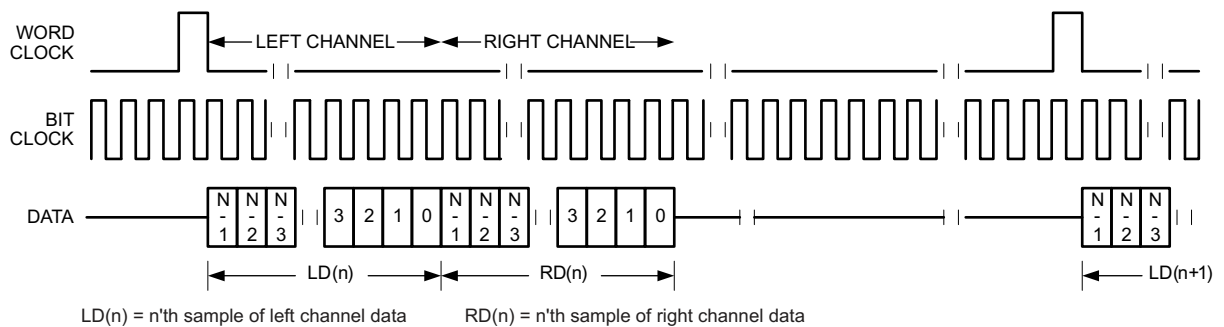 WORD
CLOCK
LEFT CHANNEL
RIGHT CHANNEL
BIT
CLOCK
DATA
N
-
1
N
-
2
N
-
3
3
2
1
0
N
-
1
N
-
2
N
-
3
3
2
1
0
N
-
1
N
-
2
N
-
3
LD(n)
RD(n)
LD(n+1)
LD(n) = n'th sample of left channel data
RD(n) = n'th sample of right channel data